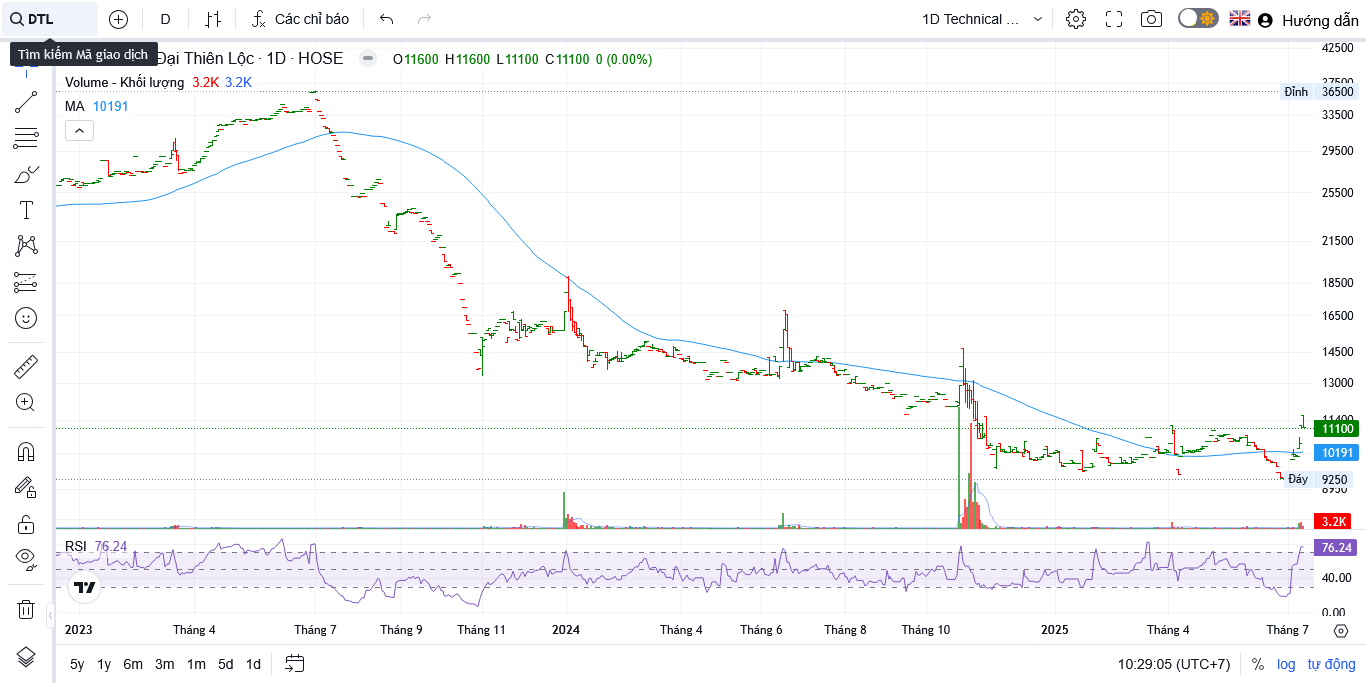 DTL
D
Các chỉ báo
1D Technical ...
Hướng dẫn
Tìm kiếm Mã giao dịch
Đại Thiên Lộc · 1D · HOSE
O11600 H11600 L11100 C11100 0 (0.00%)
Volume - Khối lượng 3.2K 3.2K
MA 10191
42500
37500
Đỉnh 36500
33500
29500
25500
21500
18500
16500
14500
13000
11400
11100
10191
Đáy 9250
8950
3.2K
RSI 76.24
76.24
40.00
0.00
2023 Tháng 4 Tháng 7 Tháng 9 Tháng 11 2024 Tháng 4 Tháng 6 Tháng 8 Tháng 10 2025 Tháng 4 Tháng 7
5y 1y 6m 3m 1m 5d 1d
10:29:05 (UTC+7) % log tự động